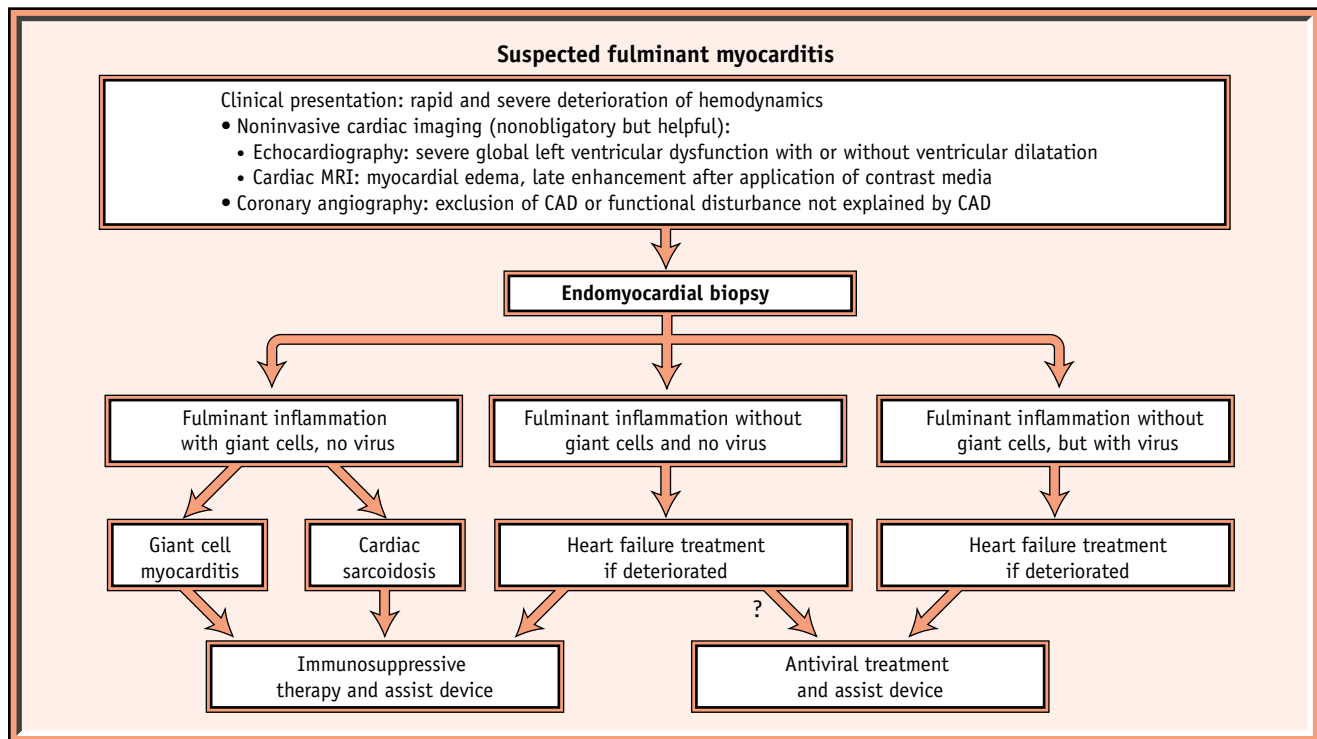 Suspected fulminant myocarditis
Clinical presentation: rapid and severe deterioration of hemodynamics
• Noninvasive cardiac imaging (nonobligatory but helpful):
• Echocardiography: severe global left ventricular dysfunction with or without ventricular dilatation
• Cardiac MRI: myocardial edema, late enhancement after application of contrast media
• Coronary angiography: exclusion of CAD or functional disturbance not explained by CAD
Endomyocardial biopsy
Fulminant inflammation
with giant cells, no virus
Fulminant inflammation without
giant cells and no virus
Fulminant inflammation without
giant cells, but with virus
Giant cell
myocarditis
Cardiac
sarcoidosis
Heart failure treatment
if deteriorated
Heart failure treatment
if deteriorated
?
Immunosuppressive
therapy and assist device
Antiviral treatment
and assist device